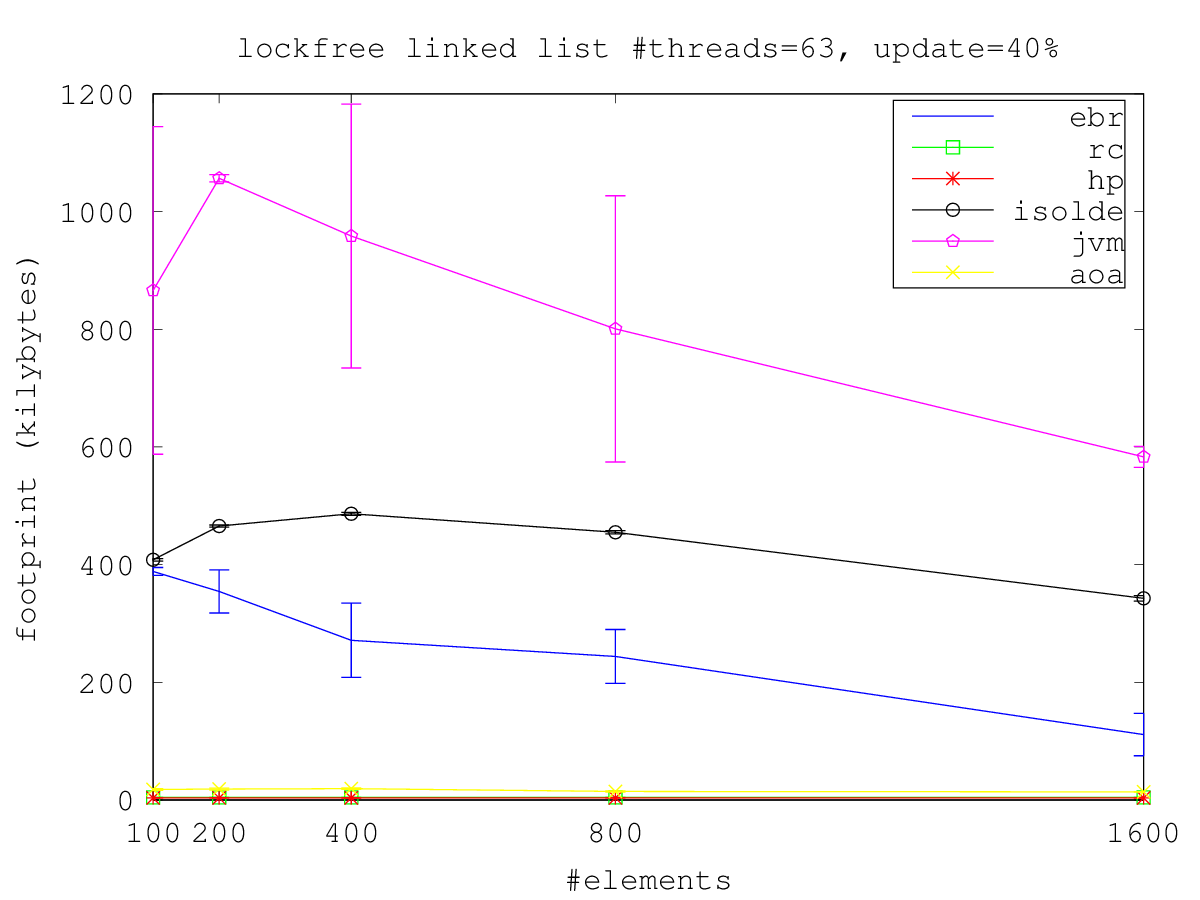 lockfree linked list #threads=63, update=40%
1200
1000
800
600
400
200
0
footprint (kilybytes)
ebr
rc
hp
isolde
jvm
aoa
100 200 400 800 1600
#elements